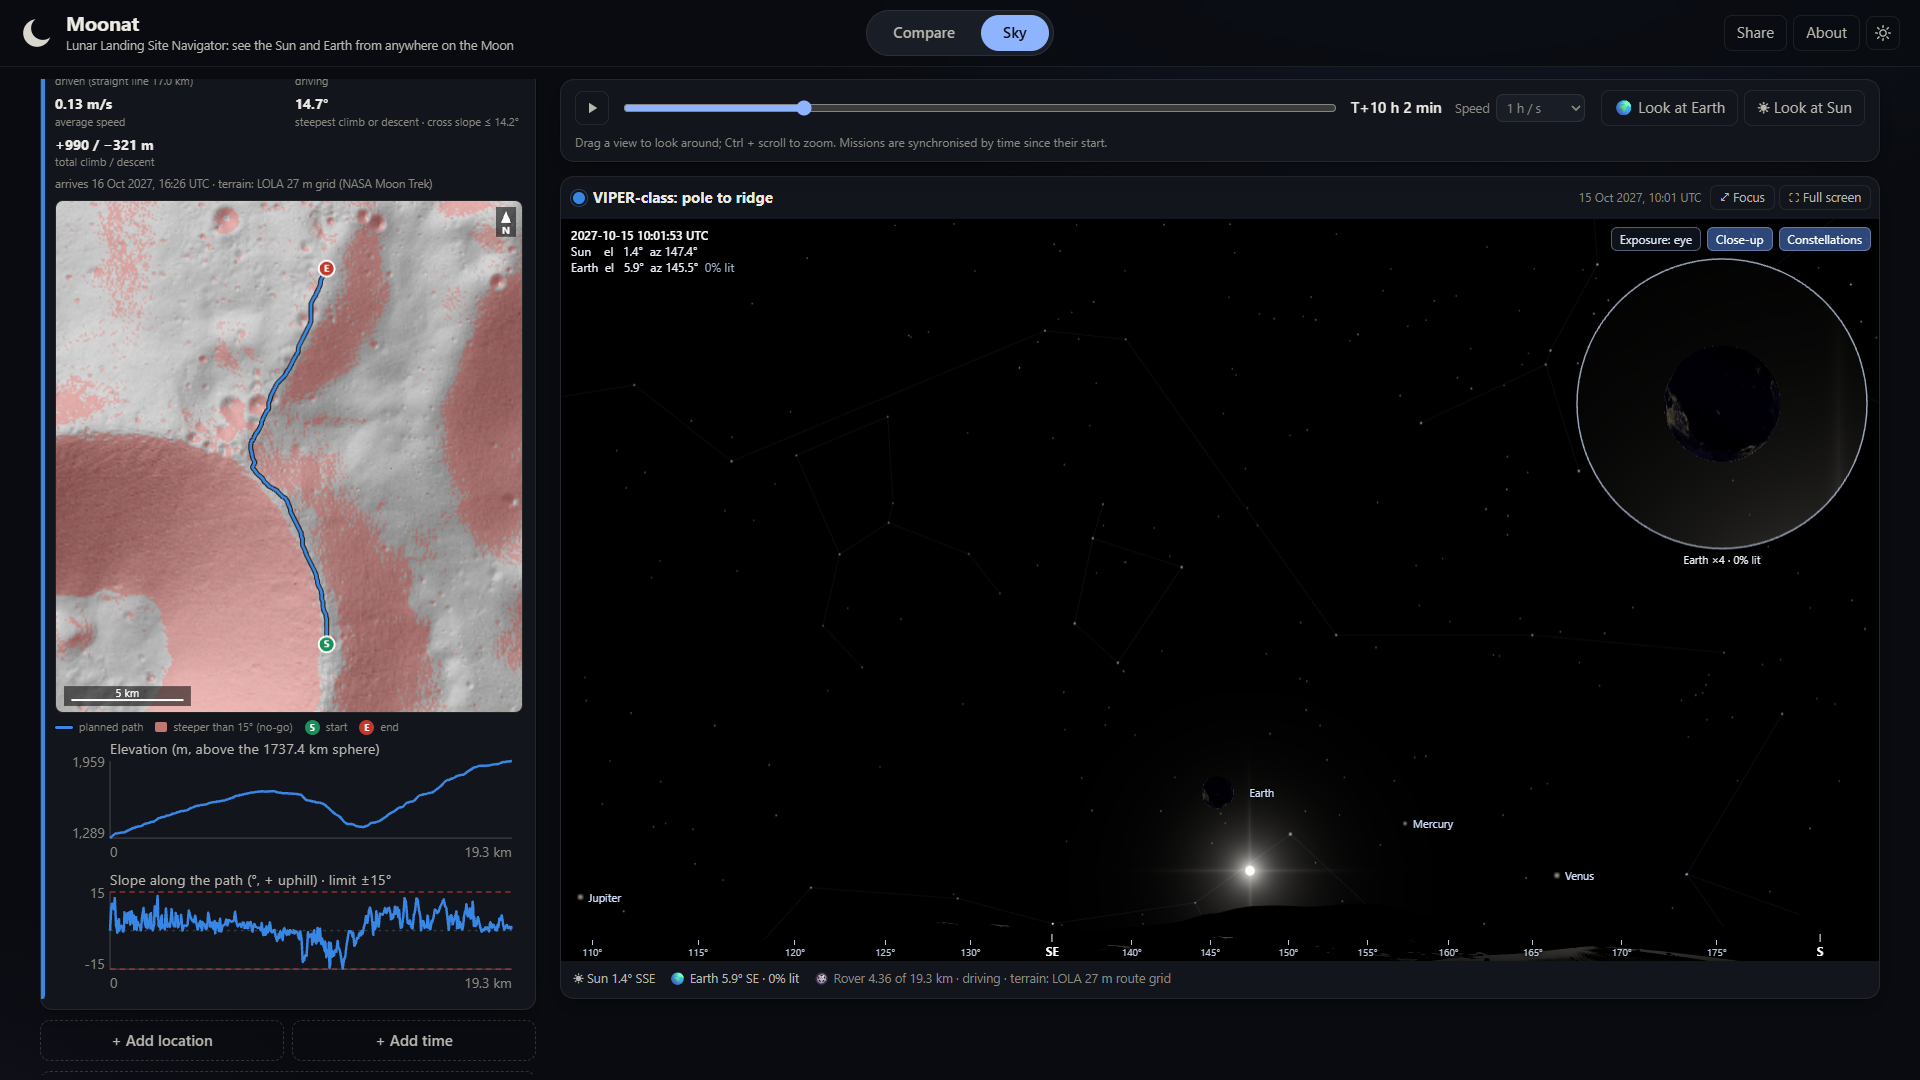 Moonat
Lunar Landing Site Navigator: see the Sun and Earth from anywhere on the Moon
Compare
Sky
Share
About
driven (straight line 17.0 km)
driving
0.13 m/s
average speed
14.7°
steepest climb or descent · cross slope ≤ 14.2°
+990 / −321 m
total climb / descent
arrives 16 Oct 2027, 16:26 UTC · terrain: LOLA 27 m grid (NASA Moon Trek)
N
E
S
5 km
planned path
steeper than 15° (no-go)
S start
E end
Elevation (m, above the 1737.4 km sphere)
1,959
1,289
0
19.3 km
Slope along the path (°, + uphill) · limit ±15°
15
-15
0
19.3 km
+ Add location
+ Add time
T+10 h 2 min
Speed
1 h / s
Look at Earth
Look at Sun
Drag a view to look around; Ctrl + scroll to zoom. Missions are synchronised by time since their start.
VIPER-class: pole to ridge
15 Oct 2027, 10:01 UTC
Focus
Full screen
2027-10-15 10:01:53 UTC
Sun el 1.4° az 147.4°
Earth el 5.9° az 145.5° 0% lit
Exposure: eye
Close-up
Constellations
Earth ×4 · 0% lit
Earth
Mercury
Venus
Jupiter
110°
115°
120°
125°
130°
SE
140°
145°
150°
155°
160°
165°
170°
175°
S
Sun 1.4° SSE
Earth 5.9° SE · 0% lit
Rover 4.36 of 19.3 km · driving · terrain: LOLA 27 m route grid